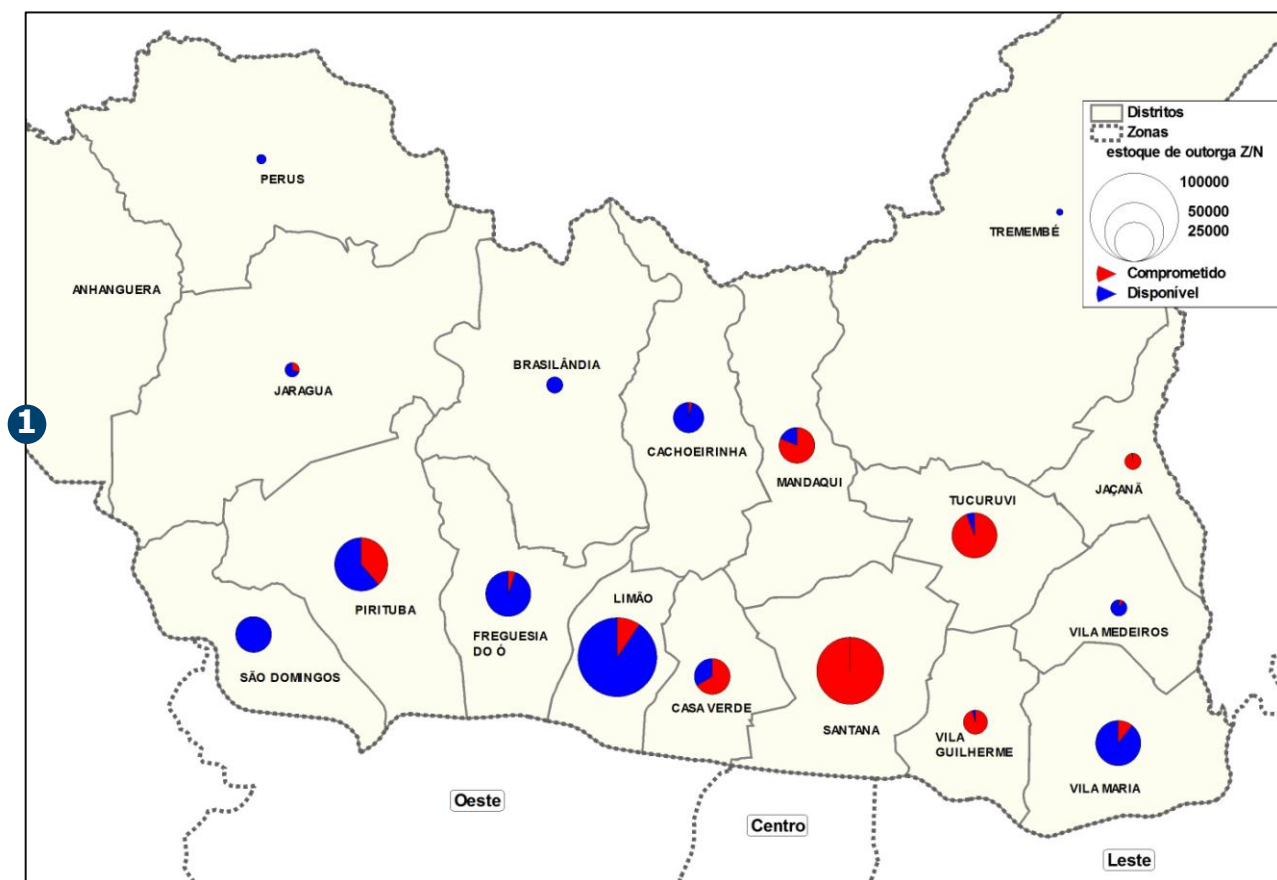 Distritos
Zonas
estoque de outorga Z/N
100000
50000
25000
Comprometido
Disponível
PERUS
TREMEMBÉ
ANHANGUERA
BRASILÂNDIA
JARAGUA
1
CACHOEIRINHA
MANDAQUI
JAÇANÃ
TUCURUVI
LIMÃO
PIRITUBA
FREGUESIA
DO Ó
VILA MEDEIROS
SÃO DOMINGOS
CASA VERDE
SANTANA
VILA
GUILHERME
VILA MARIA
Oeste
Centro
Leste